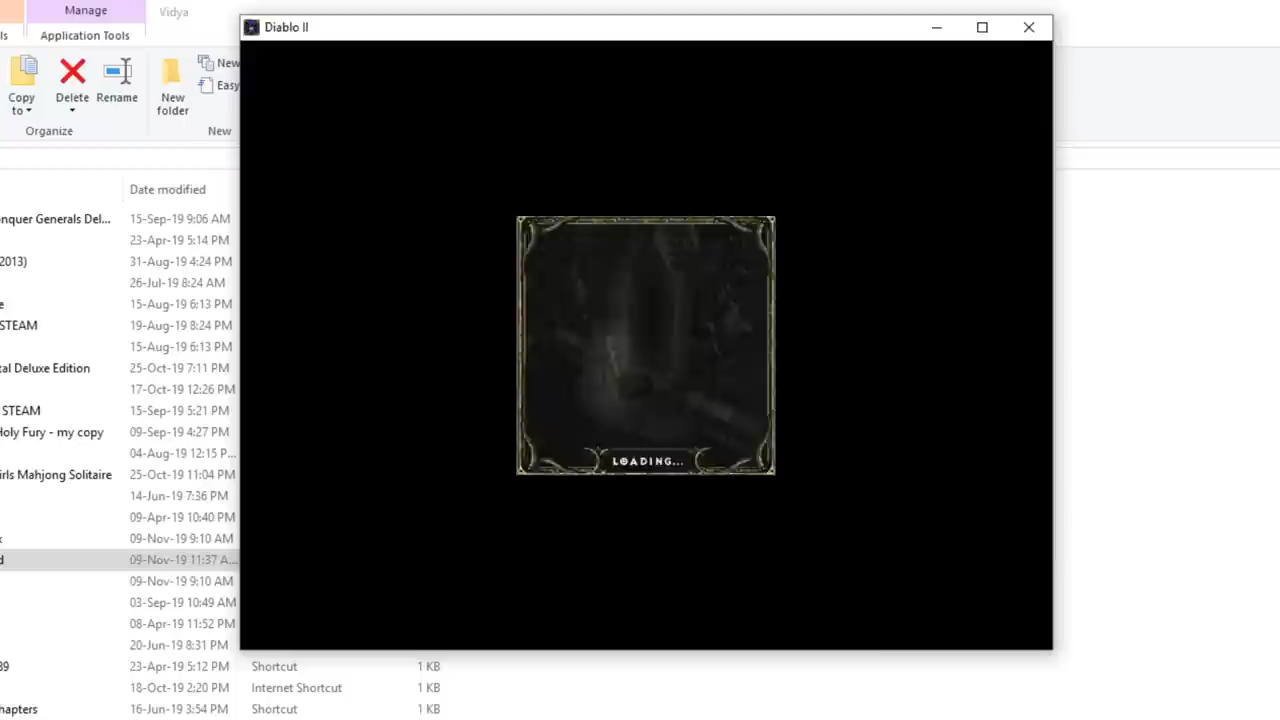 Manage
Vidya
ls
Application Tools
Diablo II
Copy
to
Delete
Rename
New
folder
New
Easy
Organize
New
Date modified
nquer Generals Del... 15-Sep-19 9:06 AM
23-Apr-19 5:14 PM
2013) 31-Aug-19 4:24 PM
26-Jul-19 8:24 AM
e 15-Aug-19 6:13 PM
STEAM 19-Aug-19 8:24 PM
15-Aug-19 6:13 PM
tal Deluxe Edition 25-Oct-19 7:11 PM
17-Oct-19 12:26 PM
STEAM 15-Sep-19 5:21 PM
Holy Fury - my copy 09-Sep-19 4:27 PM
04-Aug-19 12:15 P...
irls Mahjong Solitaire 25-Oct-19 11:04 PM
14-Jun-19 7:36 PM
09-Apr-19 10:40 PM
x 09-Nov-19 9:10 AM
d 09-Nov-19 11:37 A...
09-Nov-19 9:10 AM
03-Sep-19 10:49 AM
08-Apr-19 11:52 PM
20-Jun-19 8:31 PM
39 23-Apr-19 5:12 PM Shortcut 1 KB
18-Oct-19 2:20 PM Internet Shortcut 1 KB
hapters 16-Jun-19 3:54 PM Shortcut 1 KB
LOADING...